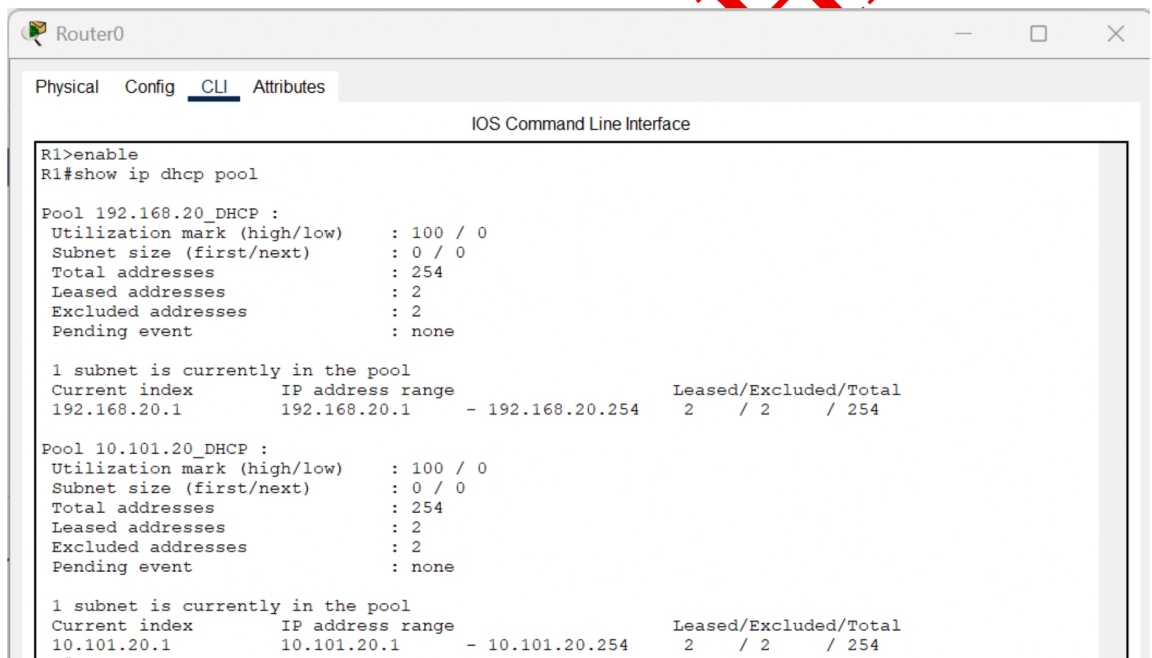 Router0
Physical Config CLI Attributes
IOS Command Line Interface
R1>enable
R1#show ip dhcp pool
Pool 192.168.20_DHCP :
Utilization mark (high/low) : 100 / 0
Subnet size (first/next) : 0 / 0
Total addresses : 254
Leased addresses : 2
Excluded addresses : 2
Pending event : none
1 subnet is currently in the pool
Current index IP address range Leased/Excluded/Total
192.168.20.1 192.168.20.1 - 192.168.20.254 2 / 2 / 254
Pool 10.101.20_DHCP :
Utilization mark (high/low) : 100 / 0
Subnet size (first/next) : 0 / 0
Total addresses : 254
Leased addresses : 2
Excluded addresses : 2
Pending event : none
1 subnet is currently in the pool
Current index IP address range Leased/Excluded/Total
10.101.20.1 10.101.20.1 - 10.101.20.254 2 / 2 / 254